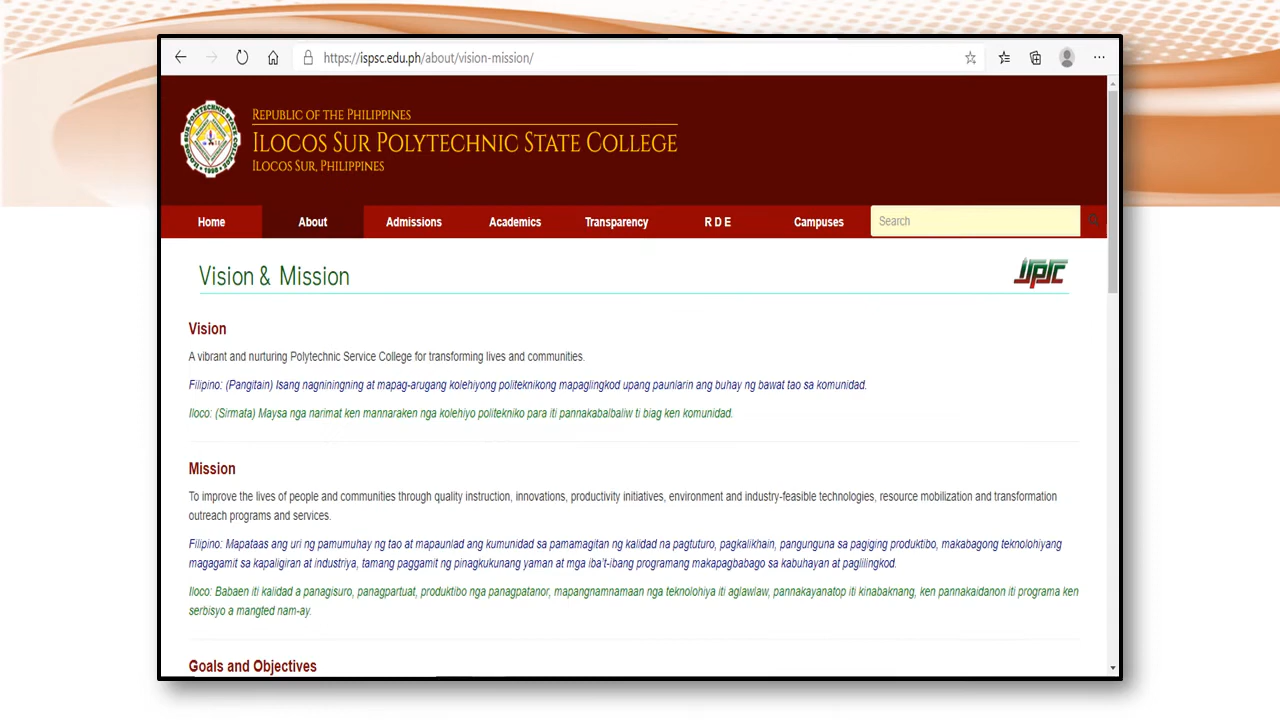 https://ispsc.edu.ph/about/vision-mission/
REPUBLIC OF THE PHILIPPINES
ILOCOS SUR POLYTECHNIC STATE COLLEGE
ILOCOS SUR, PHILIPPINES
Home About Admissions Academics Transparency R D E Campuses Search
Vision & Mission
Vision
A vibrant and nurturing Polytechnic Service College for transforming lives and communities.
Filipino: (Pangitain) Isang nagniningning at mapag-arugang kolehiyong politeknikong mapaglingkod upang pauniarin ang buhay ng bawat tao sa komunidad.
Iloco: (Sirmata) Maysa nga narimat ken mannaraken nga kolehiyo politekniko para iti pannakabalbaliw ti biag ken komunidad.
Mission
To improve the lives of people and communities through quality instruction, innovations, productivity initiatives, environment and industry-feasible technologies, resource mobilization and transformation
outreach programs and services.
Filipino: Mapataas ang uri ng pamumuhay ng tao at mapaunlad ang kumunidad sa pamamagitan ng kalidad na pagtuturo, pagkalikhain, pangunguna sa pagiging produktibo, makabagong teknolohiyang
magagamit sa kapaligiran at industriya, tamang paggamit ng pinagkukunang yaman at mga iba't-ibang programang makapagbabago sa kabuhayan at paglilingkod.
Iloco: Babaen iti kalidad a panagisuro, panagpartuat, produktibo nga panagpatanor, mapangnamnamaan nga teknolohiya iti aglawlaw, pannakayanatop iti kinabaknang, ken pannakaidanon iti programa ken
serbisyo a mangted nam-ay.
Goals and Objectives